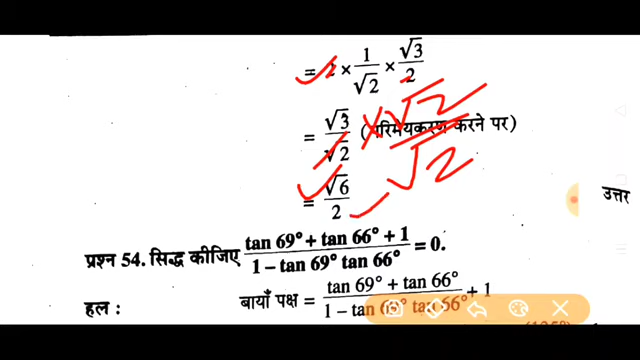 = 2 × 1/√2 × √3/2
= √3/√2 (परिमेयकरण करने पर) × √2/√2
= √6/2
उत्तर
प्रश्न 54. सिद्ध कीजिए (tan 69° + tan 66° + 1)/(1 − tan 69° tan 66°) = 0.
हल : बायाँ पक्ष = (tan 69° + tan 66°)/(1 − tan 69° tan 66°) + 1